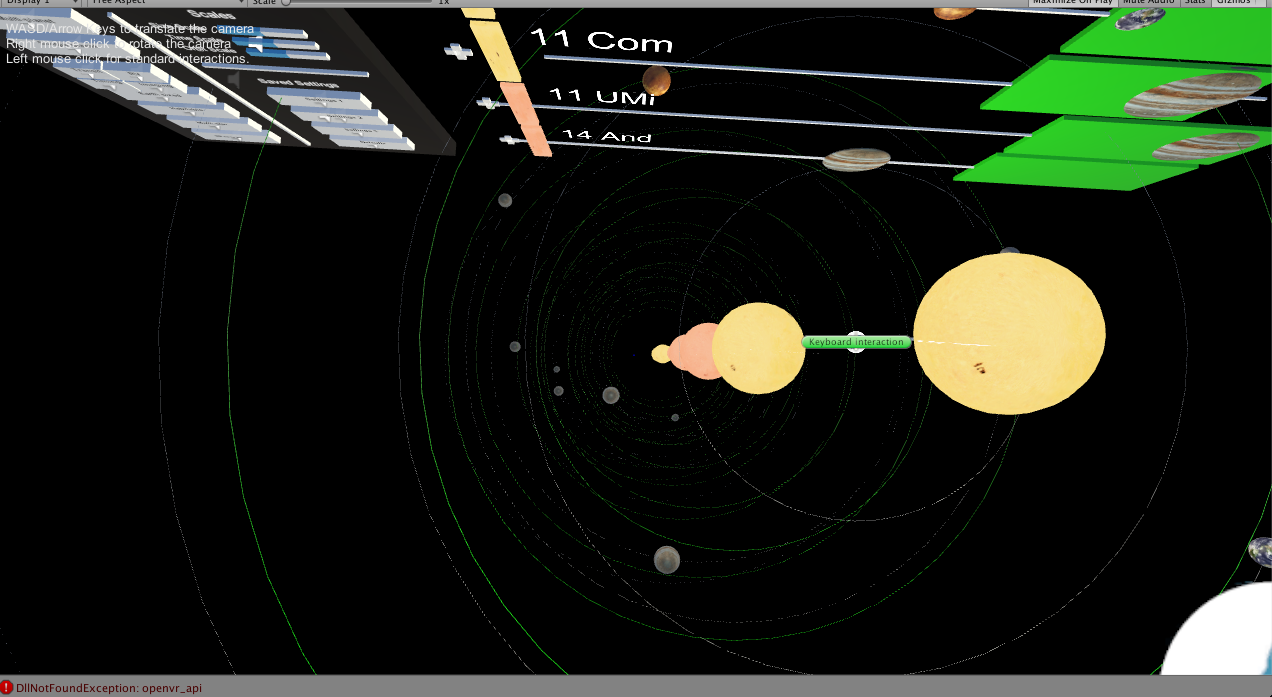 Display 1
Free Aspect
Scale
1x
Maximize On Play
Mute Audio
Stats
Gizmos
WASD/Arrow Keys to translate the camera
Right mouse click to rotate the camera
Left mouse click for standard interactions.
Scales
Saved Settings
11 Com
11 UMi
14 And
Keyboard interaction
DllNotFoundException: openvr_api